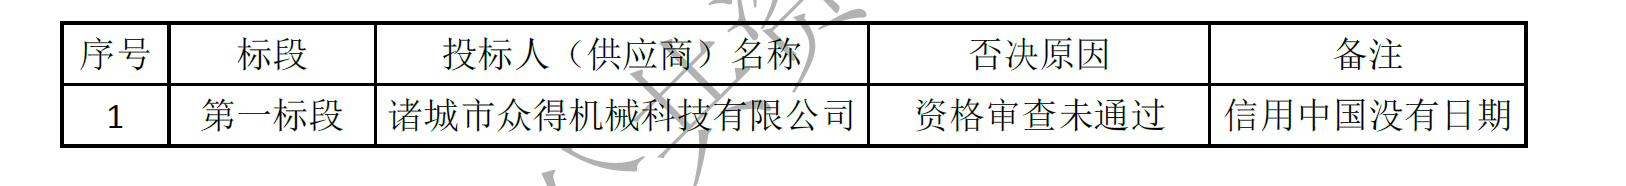 序号 标段 投标人（供应商）名称 否决原因 备注
1 第一标段 诸城市众得机械科技有限公司 资格审查未通过 信用中国没有日期